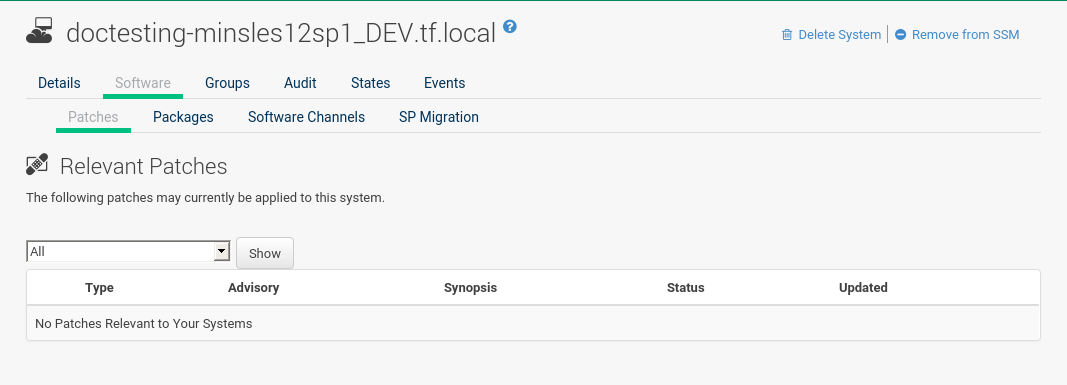 doctesting-minsles12sp1_DEV.tf.local ?
Delete System | Remove from SSM
Details Software Groups Audit States Events
Patches Packages Software Channels SP Migration
Relevant Patches
The following patches may currently be applied to this system.
All Show
Type Advisory Synopsis Status Updated
No Patches Relevant to Your Systems